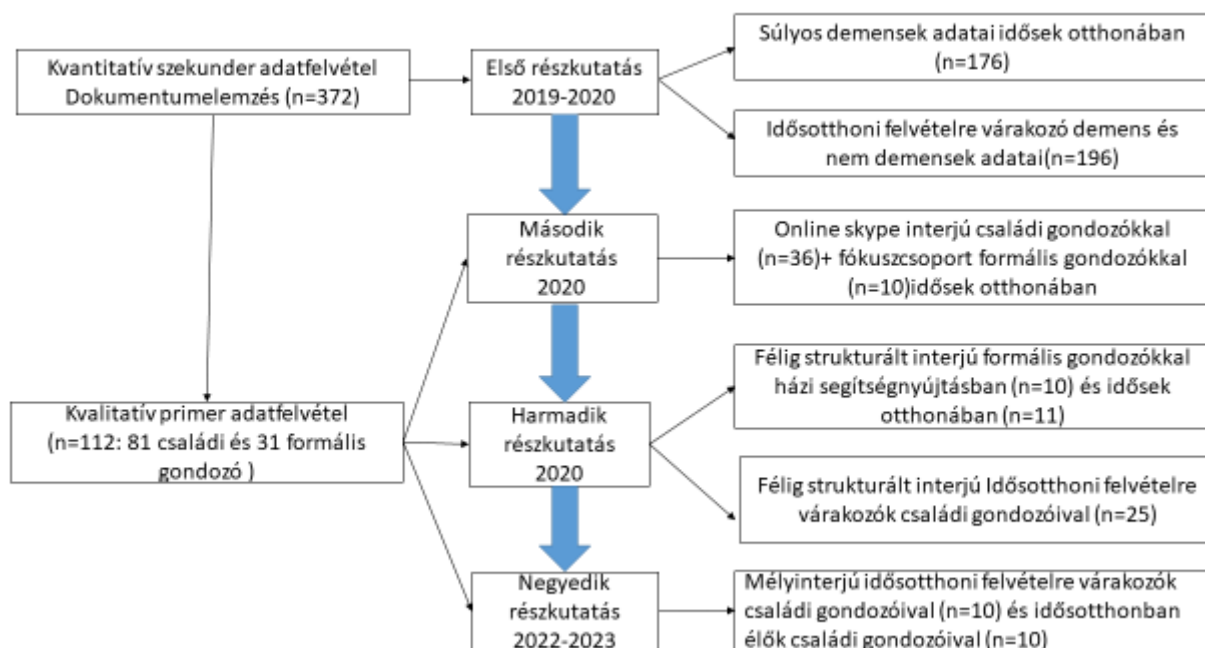 Kvantitatív szekunder adatfelvétel
Dokumentumelemzés (n=372)
Első részkutatás
2019-2020
Súlyos demensek adatai idősek otthonában
(n=176)
Idősotthoni felvételre várakozó demens és
nem demensek adatai(n=196)
Második
részkutatás
2020
Online skype interjú családi gondozókkal
(n=36)+ fókuszcsoport formális gondozókkal
(n=10)idősek otthonában
Kvalitatív primer adatfelvétel
(n=112: 81 családi és 31 formális
gondozó )
Harmadik
részkutatás
2020
Félig strukturált interjú formális gondozókkal
házi segítségnyújtásban (n=10) és idősek
otthonában (n=11)
Félig strukturált interjú Idősotthoni felvételre
várakozók családi gondozóival (n=25)
Negyedik
részkutatás
2022-2023
Mélyinterjú idősotthoni felvételre várakozók
családi gondozóival (n=10) és idősotthonban
élők családi gondozóival (n=10)